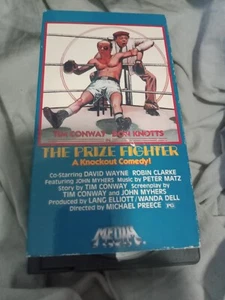 TIM CONWAY DON KNOTTS
THE PRIZE FIGHTER
A Knockout Comedy!
Co-Starring DAVID WAYNE ROBIN CLARKE
Featuring JOHN MYHERS Music by PETER MATZ
Story by TIM CONWAY Screenplay by
TIM CONWAY and JOHN MYHERS
Produced by LANG ELLIOTT/WANDA DELL
Directed by MICHAEL PREECE PG
MEDIA